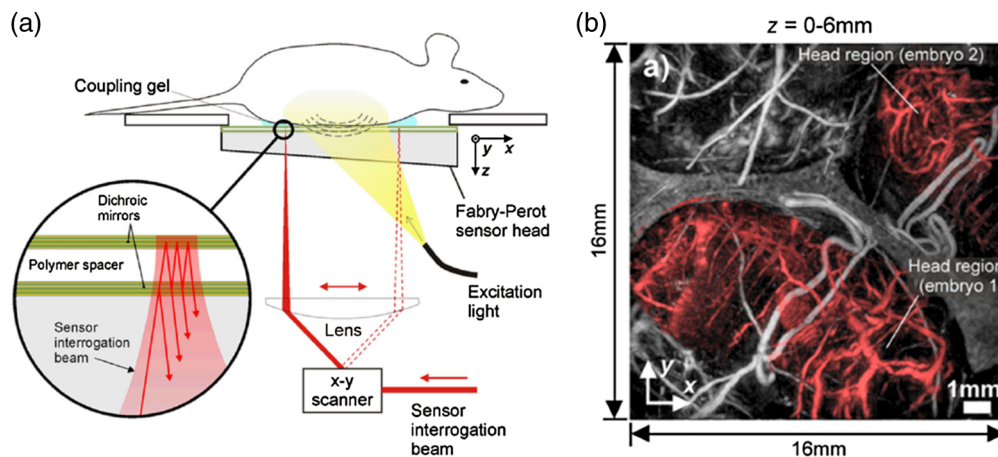 (a)
Coupling gel
y
x
z
Dichroic
mirrors
Polymer spacer
Sensor
interrogation
beam
Fabry-Perot
sensor head
Excitation
light
Lens
x-y
scanner
Sensor
interrogation
beam
(b)
z = 0-6mm
a)
Head region (embryo 2)
16mm
Head region
(embryo 1
y
x
1mm
16mm